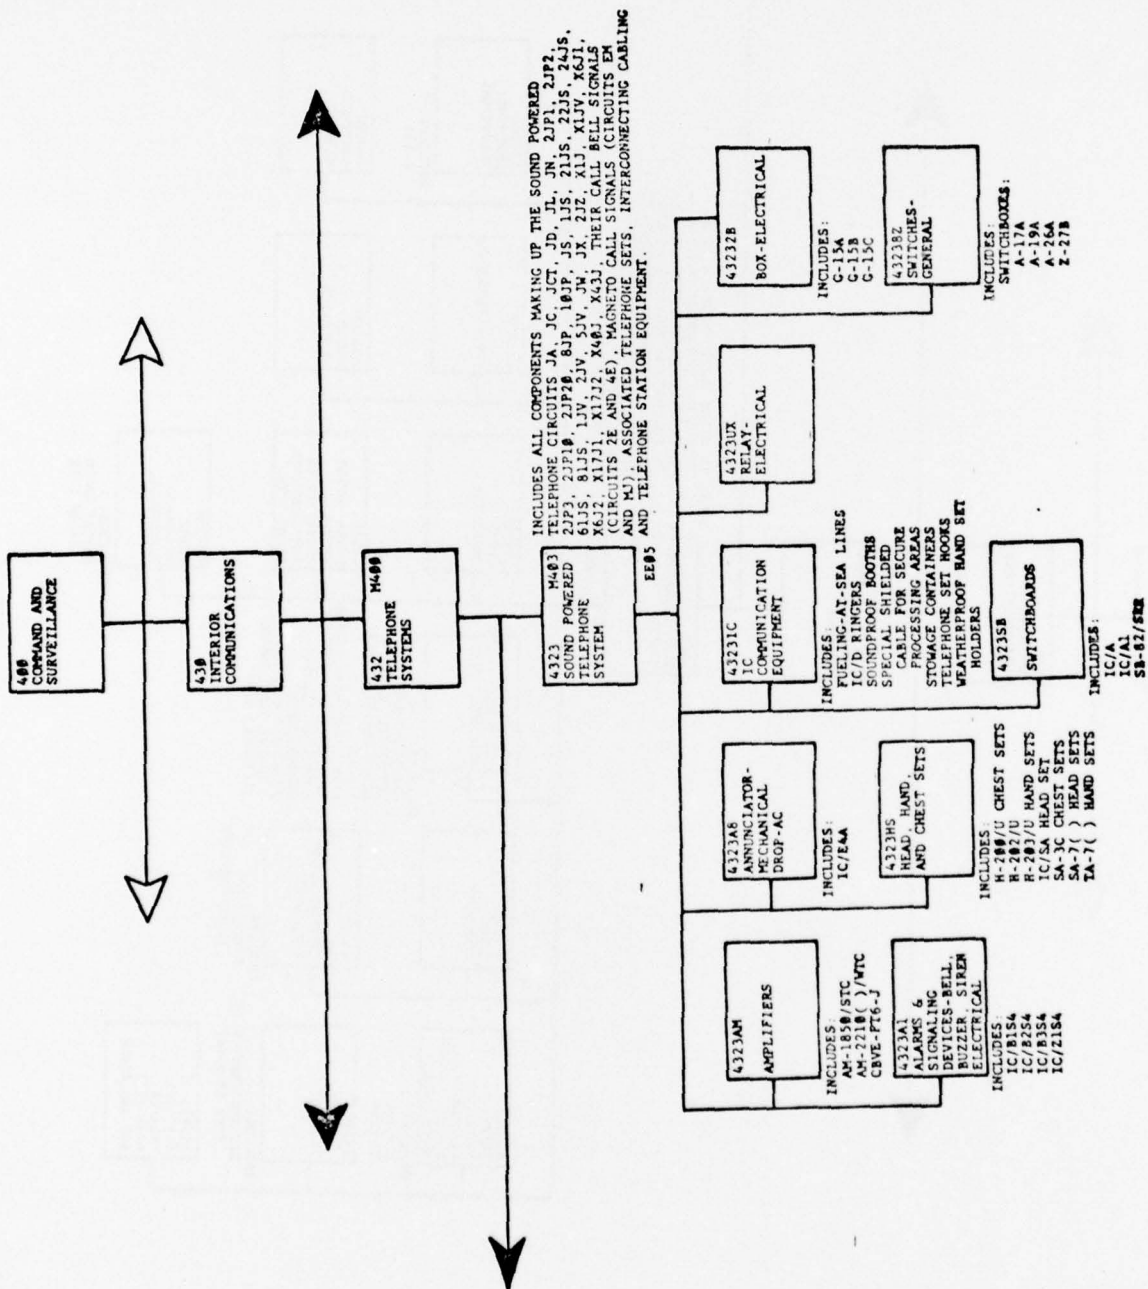 400
COMMAND AND
SURVEILLANCE
430
INTERIOR
COMMUNICATIONS
432 M400
TELEPHONE
SYSTEMS
4323 M403
SOUND POWERED
TELEPHONE
SYSTEM
EE05
INCLUDES ALL COMPONENTS MAKING UP THE SOUND POWERED
TELEPHONE CIRCUITS JA, JC, JCT, JD, JL, JN, 2JP1, 2JP2,
2JP3, 2JP10, 2JP20, 8JP, 10JP, JS, 1JS, 21JS, 22JS, 24JS,
61JS, 81JS, 1JV, 2JV, 5JV, JW, JX, 2JZ, X1J, X1JV, X6J1,
X6J2, X17J1, X17J2, X40J, X43J, THEIR CALL BELL SIGNALS
(CIRCUITS 2E AND 4E), MAGNETO CALL SIGNALS (CIRCUITS EM
AND MJ), ASSOCIATED TELEPHONE SETS, INTERCONNECTING CABLING
AND TELEPHONE STATION EQUIPMENT.
4323AM
AMPLIFIERS
INCLUDES:
AM-1850/STC
AM-2210( )/WTC
CBVE-PT6-J
4323A1
ALARMS &
SIGNALING
DEVICES-BELL,
BUZZER, SIREN
ELECTRICAL
INCLUDES:
IC/B1S4
IC/B2S4
IC/B3S4
IC/Z1S4
4323A8
ANNUNCIATOR-
MECHANICAL
DROP-AC
INCLUDES:
IC/E4A
4323HS
HEAD, HAND,
AND CHEST SETS
INCLUDES:
H-200/U CHEST SETS
H-202/U
H-203/U HAND SETS
IC/SA HEAD SET
SA-3C CHEST SETS
SA-7( ) HEAD SETS
TA-7( ) HAND SETS
4323IC
IC
COMMUNICATION
EQUIPMENT
INCLUDES:
FUELING-AT-SEA LINES
IC/D RINGERS
SOUNDPROOF BOOTHS
SPECIAL SHIELDED
CABLE FOR SECURE
PROCESSING AREAS
STOWAGE CONTAINERS
TELEPHONE SET HOOKS
WEATHERPROOF HAND SET
HOLDERS
4323SB
SWITCHBOARDS
INCLUDES:
IC/A
IC/A1
SB-82/SRR
4323UX
RELAY-
ELECTRICAL
43232B
BOX-ELECTRICAL
INCLUDES:
G-15A
G-15B
G-15C
43238Z
SWITCHES-
GENERAL
INCLUDES:
SWITCHBOXES:
A-17A
A-19A
A-26A
Z-27B